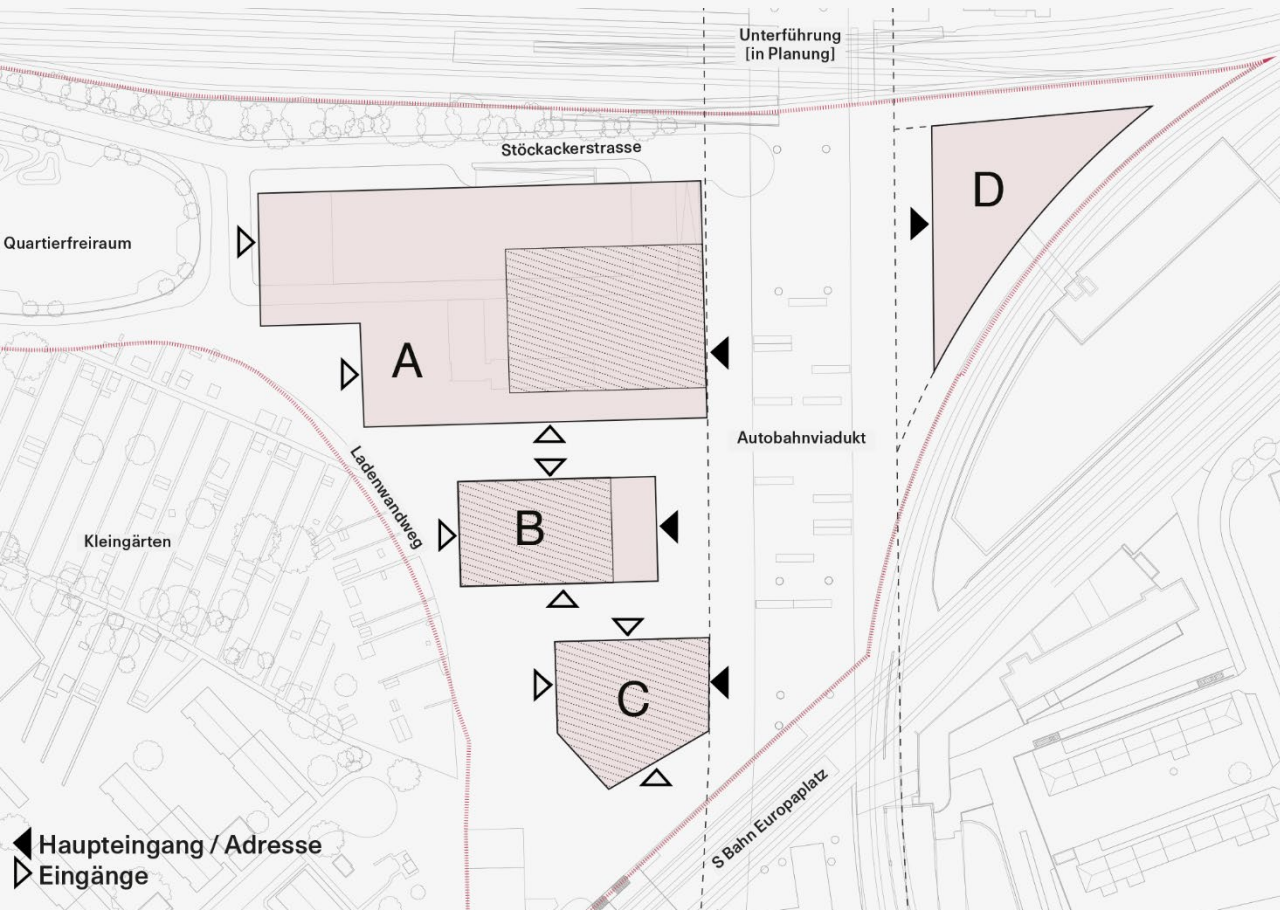 Unterführung
[in Planung]
Stöckackerstrasse
D
Quartierfreiraum
A
Autobahnviadukt
Ladenwandweg
B
Kleingärten
C
S Bahn Europaplatz
Haupteingang / Adresse
Eingänge